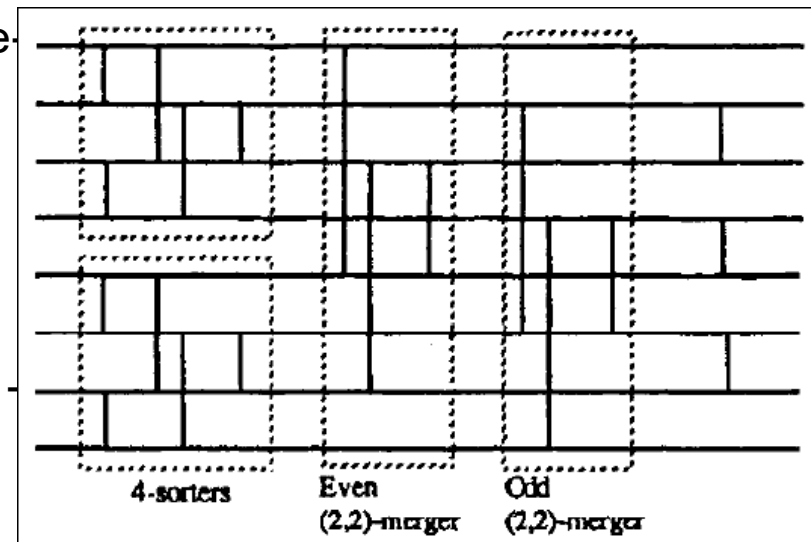 e-
4-sorters
Even
(2,2)-merger
Odd
(2,2)-merger